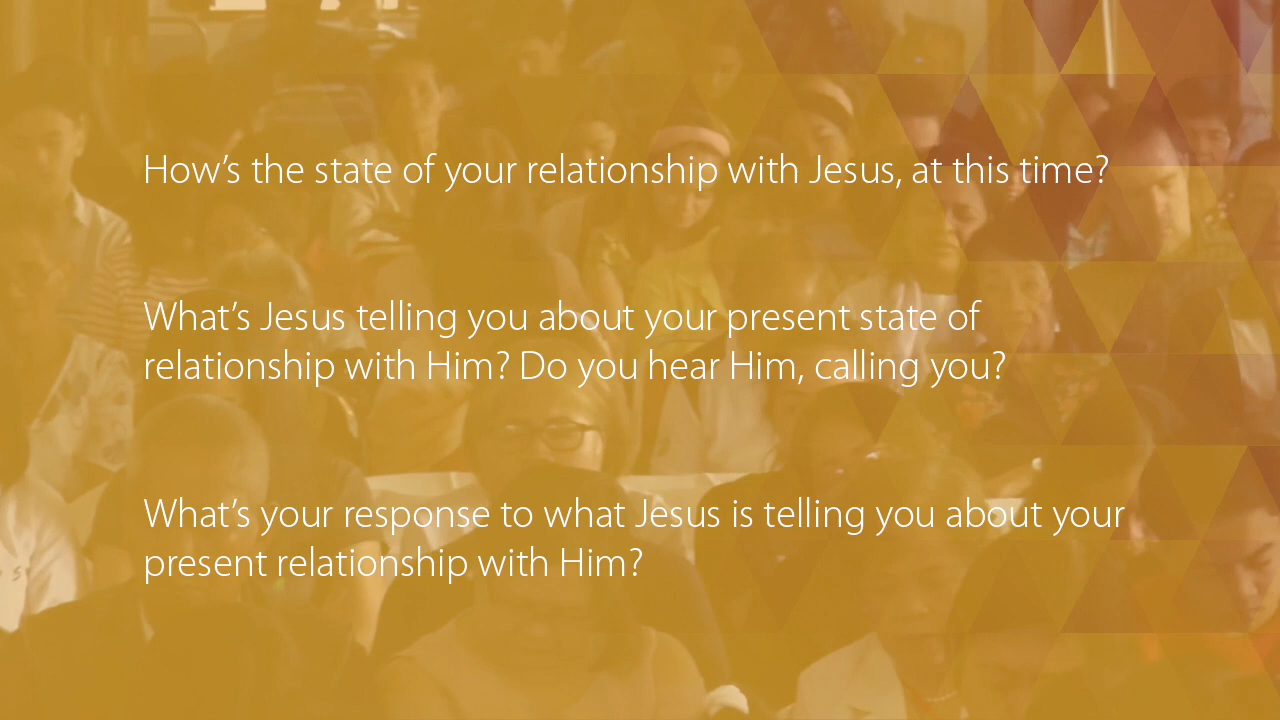 How’s the state of your relationship with Jesus, at this time?
What’s Jesus telling you about your present state of
relationship with Him? Do you hear Him, calling you?
What’s your response to what Jesus is telling you about your
present relationship with Him?